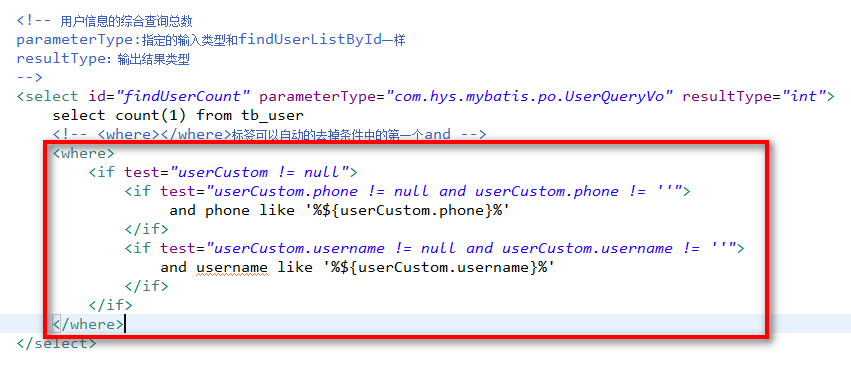 <!-- 用户信息的综合查询总数
parameterType:指定的输入类型和findUserListById一样
resultType：输出结果类型
-->
<select id="findUserCount" parameterType="com.hys.mybatis.po.UserQueryVo" resultType="int">
select count(1) from tb_user
<!-- <where></where>标签可以自动的去掉条件中的第一个and -->
<where>
<if test="userCustom != null">
<if test="userCustom.phone != null and userCustom.phone != ''">
and phone like '%${userCustom.phone}%'
</if>
<if test="userCustom.username != null and userCustom.username != ''">
and username like '%${userCustom.username}%'
</if>
</if>
</where>
</select>